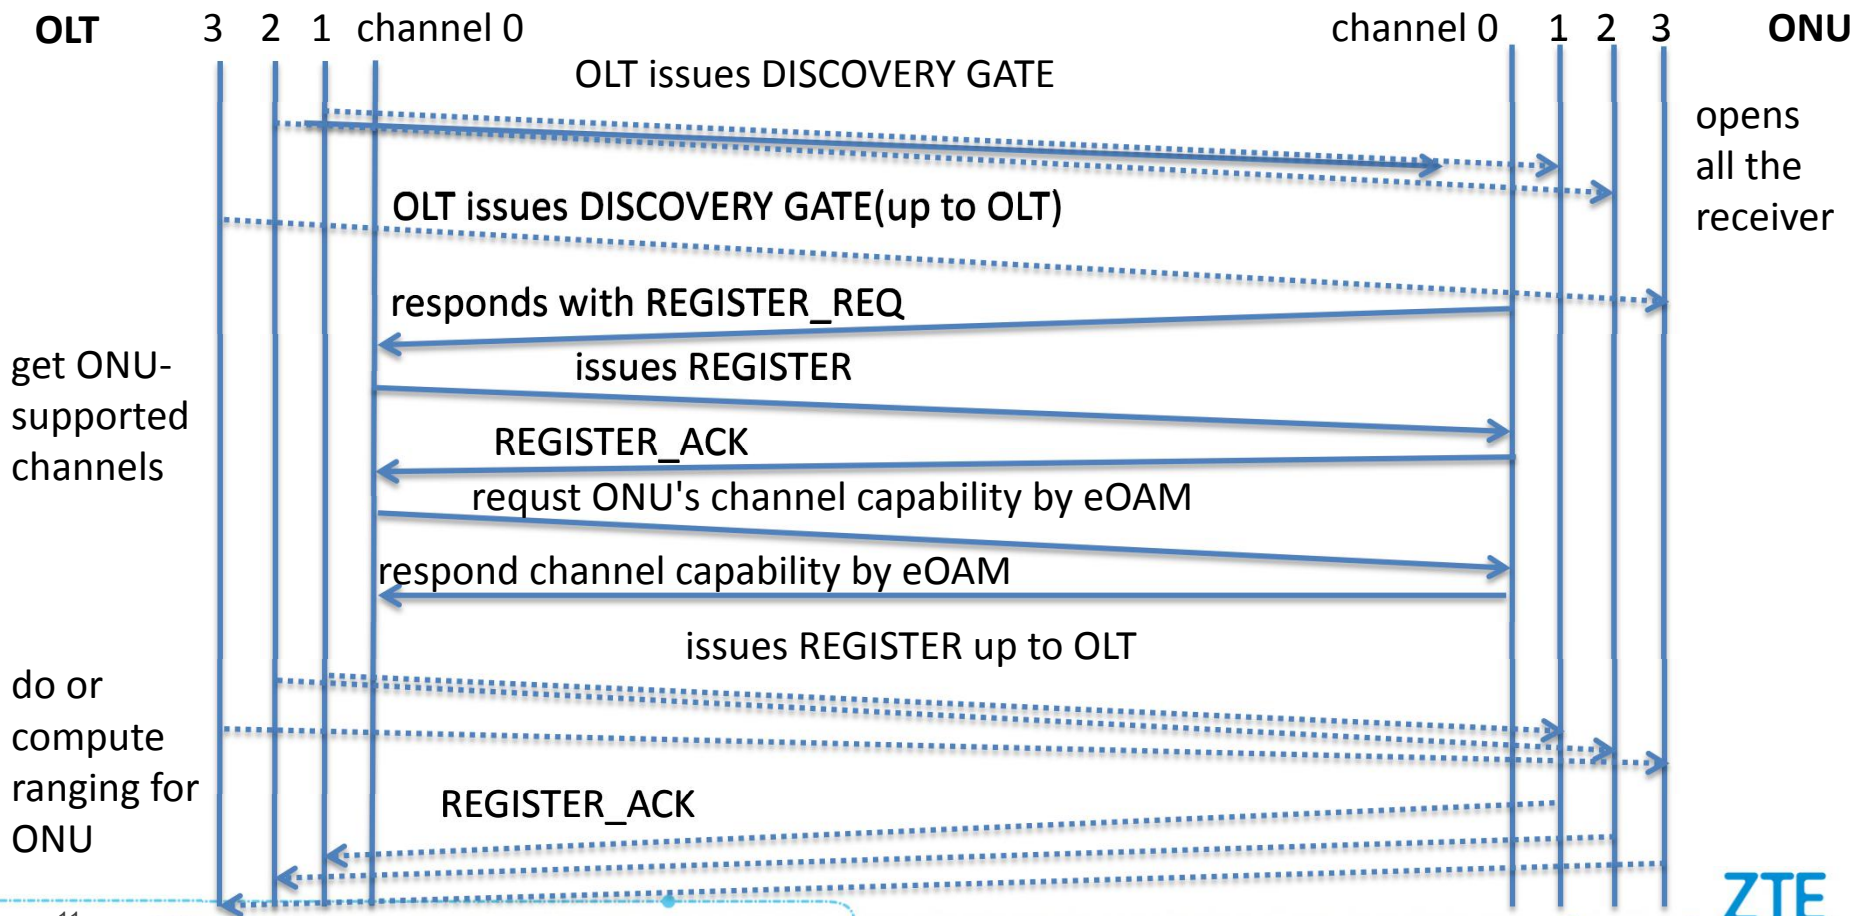 OLT 3 2 1 channel 0 channel 0 1 2 3 ONU
OLT issues DISCOVERY GATE
opens
all the
receiver
OLT issues DISCOVERY GATE(up to OLT)
responds with REGISTER_REQ
get ONU-
supported
channels
issues REGISTER
REGISTER_ACK
requst ONU's channel capability by eOAM
respond channel capability by eOAM
issues REGISTER up to OLT
do or
compute
ranging for
ONU
REGISTER_ACK
ZTE